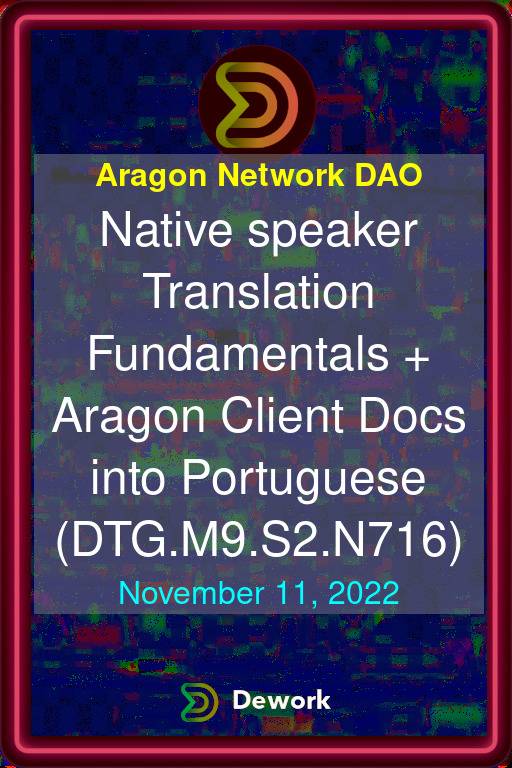 Aragon Network DAO
Native speaker
Translation
Fundamentals +
Aragon Client Docs
into Portuguese
(DTG.M9.S2.N716)
November 11, 2022
Dework